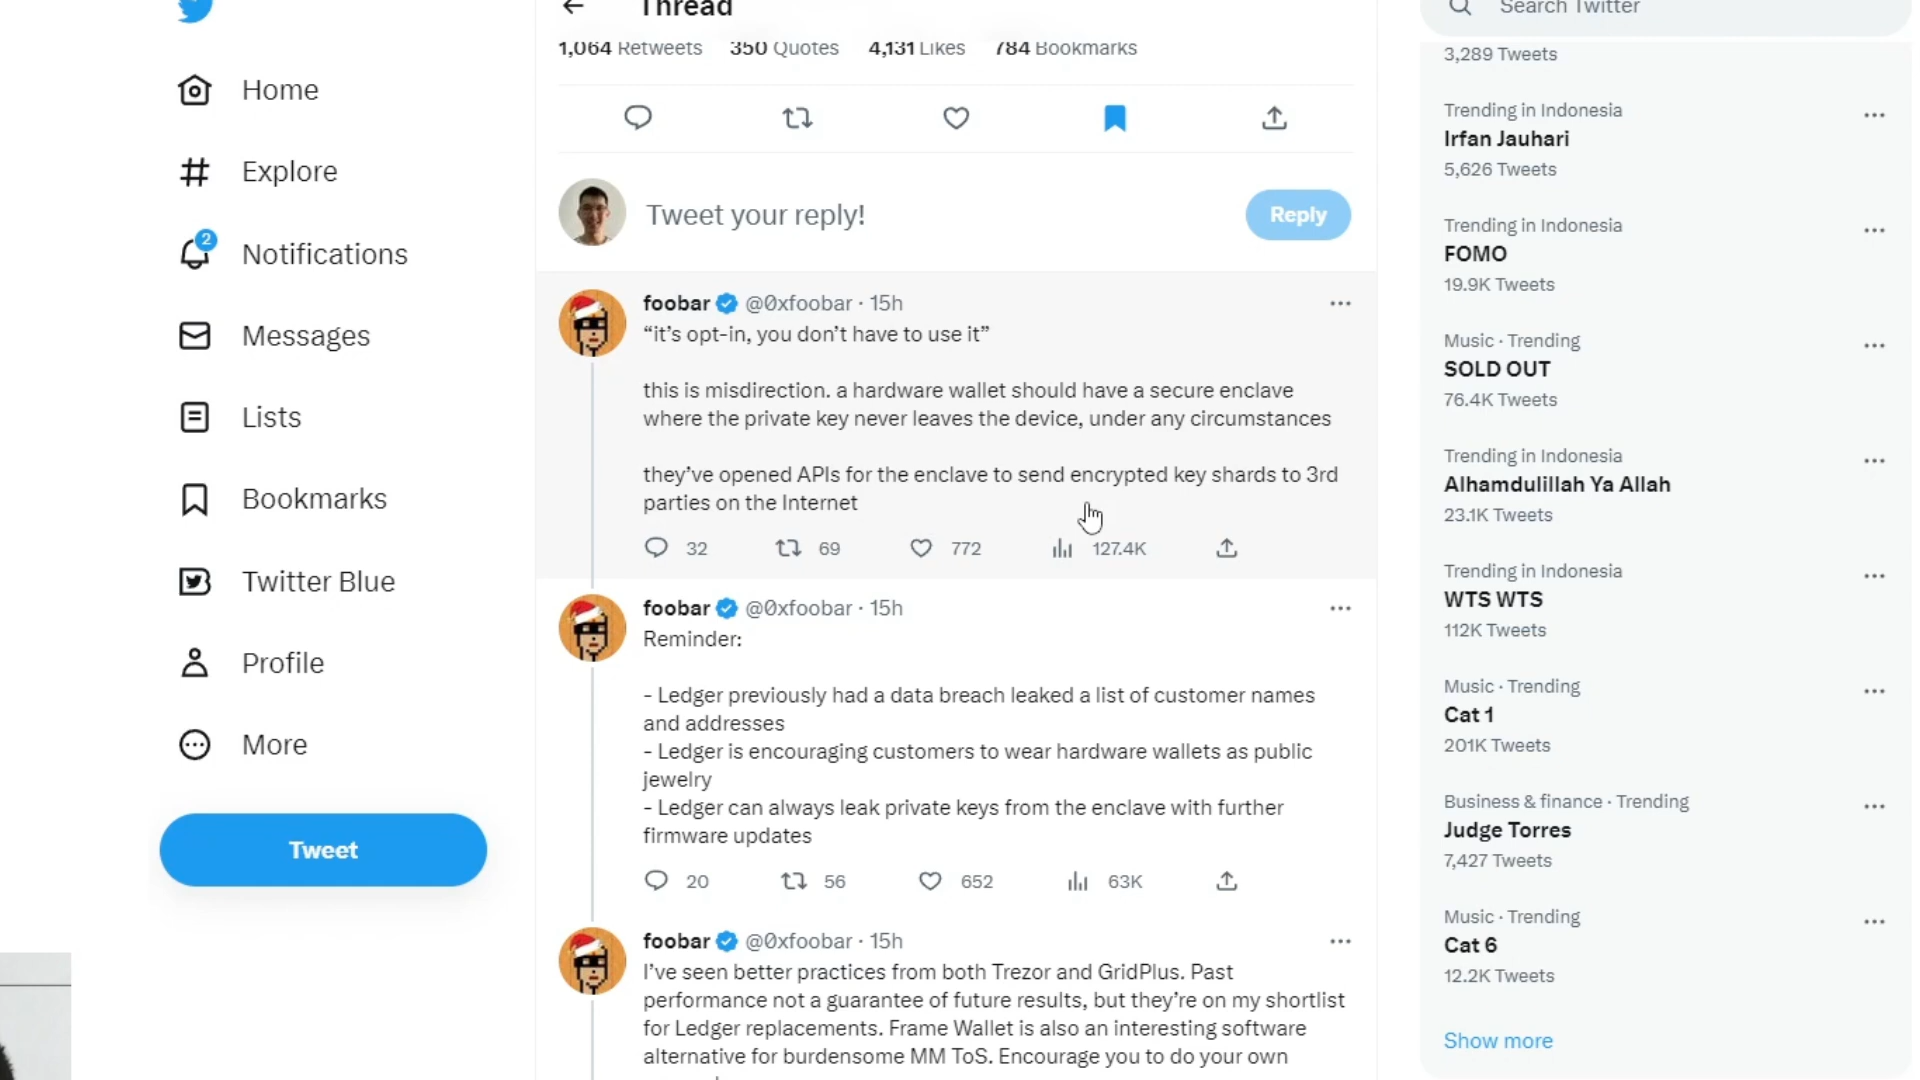 Home
Explore
2
Notifications
Messages
Lists
Bookmarks
Twitter Blue
Profile
More
Tweet
Thread
1,064 Retweets 350 Quotes 4,131 Likes 784 Bookmarks
Tweet your reply!
Reply
foobar @0xfoobar · 15h
“it’s opt-in, you don’t have to use it”
this is misdirection. a hardware wallet should have a secure enclave
where the private key never leaves the device, under any circumstances
they’ve opened APIs for the enclave to send encrypted key shards to 3rd
parties on the Internet
32 69 772 127.4K
foobar @0xfoobar · 15h
Reminder:
- Ledger previously had a data breach leaked a list of customer names
and addresses
- Ledger is encouraging customers to wear hardware wallets as public
jewelry
- Ledger can always leak private keys from the enclave with further
firmware updates
20 56 652 63K
foobar @0xfoobar · 15h
I’ve seen better practices from both Trezor and GridPlus. Past
performance not a guarantee of future results, but they’re on my shortlist
for Ledger replacements. Frame Wallet is also an interesting software
alternative for burdensome MM ToS. Encourage you to do your own
Search Twitter
3,289 Tweets
Trending in Indonesia
Irfan Jauhari
5,626 Tweets
Trending in Indonesia
FOMO
19.9K Tweets
Music · Trending
SOLD OUT
76.4K Tweets
Trending in Indonesia
Alhamdulillah Ya Allah
23.1K Tweets
Trending in Indonesia
WTS WTS
112K Tweets
Music · Trending
Cat 1
201K Tweets
Business & finance · Trending
Judge Torres
7,427 Tweets
Music · Trending
Cat 6
12.2K Tweets
Show more